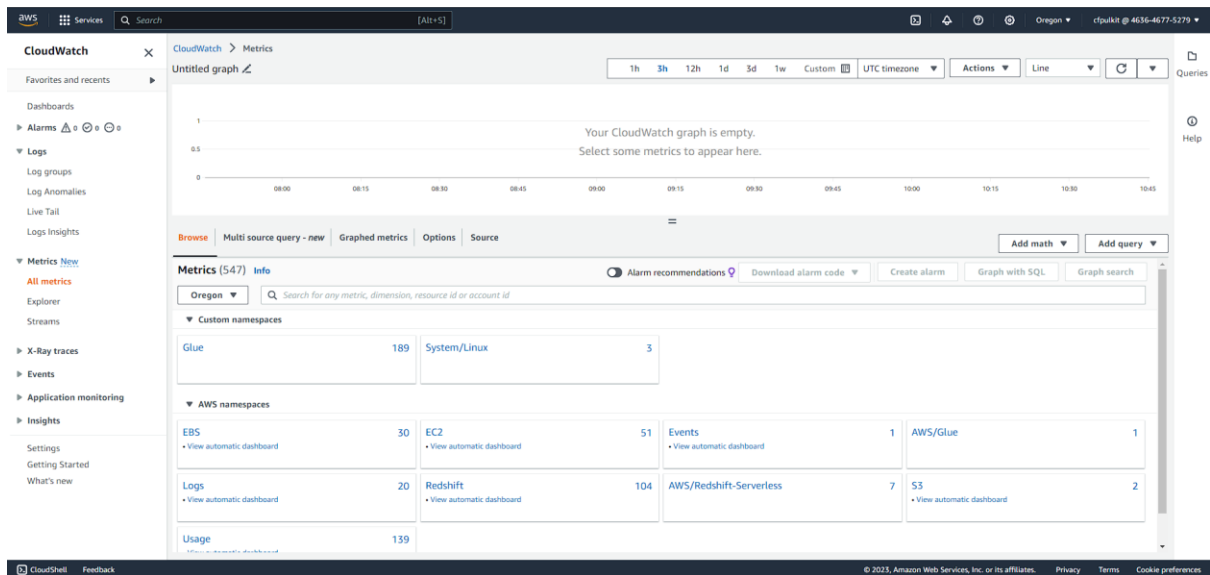 aws Services Search [Alt+S] Oregon ▼ cfpulkit @ 4636-4677-5279 ▼
CloudWatch
Favorites and recents
Dashboards
Alarms 0 0 0
Logs
Log groups
Log Anomalies
Live Tail
Logs Insights
Metrics New
All metrics
Explorer
Streams
X-Ray traces
Events
Application monitoring
Insights
Settings
Getting Started
What's new
CloudWatch > Metrics
Untitled graph
1h 3h 12h 1d 3d 1w Custom UTC timezone ▼ Actions ▼ Line ▼
Queries
Help
1
0.5
0
Your CloudWatch graph is empty.
Select some metrics to appear here.
08:00 08:15 08:30 08:45 09:00 09:15 09:30 09:45 10:00 10:15 10:30 10:45
Browse Multi source query - new Graphed metrics Options Source
Add math ▼ Add query ▼
Metrics (547) Info Alarm recommendations Download alarm code ▼ Create alarm Graph with SQL Graph search
Oregon ▼ Search for any metric, dimension, resource id or account id
▼ Custom namespaces
Glue 189 System/Linux 3
▼ AWS namespaces
EBS 30 EC2 51 Events 1 AWS/Glue 1
• View automatic dashboard • View automatic dashboard • View automatic dashboard
Logs 20 Redshift 104 AWS/Redshift-Serverless 7 S3 2
• View automatic dashboard • View automatic dashboard • View automatic dashboard
Usage 139
• View automatic dashboard
CloudShell Feedback © 2023, Amazon Web Services, Inc. or its affiliates. Privacy Terms Cookie preferences